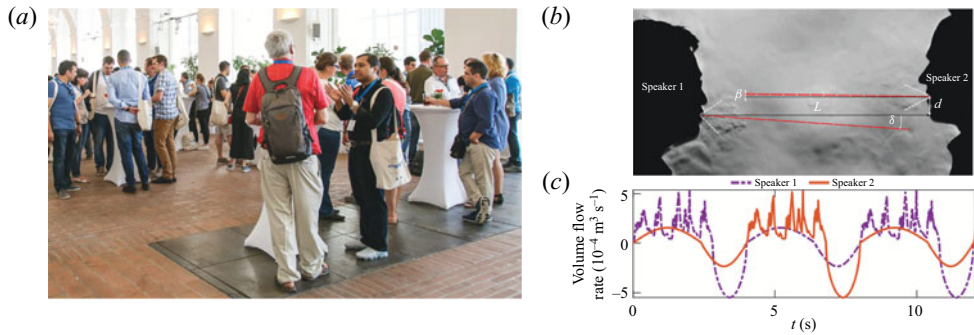 (a)
(b)
Speaker 1
Speaker 2
β
L
d
δ
(c)
Speaker 1
Speaker 2
Volume flow
rate (10⁻⁴ m³ s⁻¹)
5
0
−5
0
5
10
t (s)